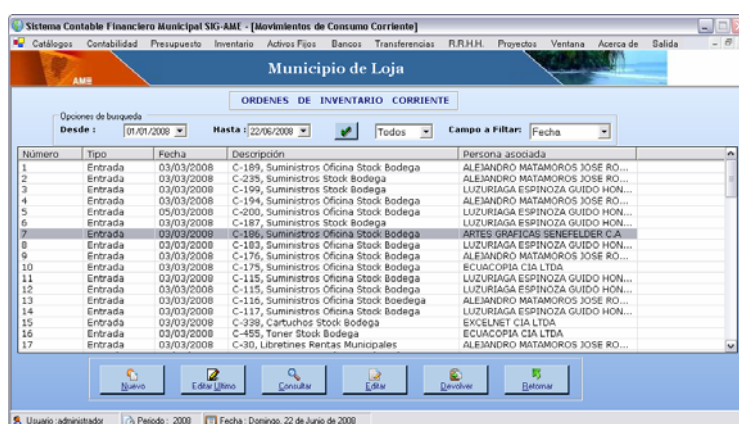 Sistema Contable Financiero Municipal SIG-AME - [Movimientos de Consumo Corriente]
Catálogos Contabilidad Presupuesto Inventario Activos Fijos Bancos Transferencias R.R.H.H. Proyectos Ventana Acerca de Salida
AME
Municipio de Loja
ORDENES DE INVENTARIO CORRIENTE
Opciones de busqueda
Desde : 01/01/2008 Hasta : 22/06/2008 Todos Campo a Filtar: Fecha
Número Tipo Fecha Descripción Persona asociada
1 Entrada 03/03/2008 C-189, Suministros Oficina Stock Bodega ALEJANDRO MATAMOROS JOSE RO...
2 Entrada 03/03/2008 C-235, Suministros Stock Bodega ALEJANDRO MATAMOROS JOSE RO...
3 Entrada 03/03/2008 C-199, Suministros Stock Bodega LUZURIAGA ESPINOZA GUIDO HON...
4 Entrada 03/03/2008 C-194, Suministros Oficina Stock Bodega ALEJANDRO MATAMOROS JOSE RO...
5 Entrada 05/03/2008 C-200, Suministros Oficina Stock Bodega LUZURIAGA ESPINOZA GUIDO HON...
6 Entrada 03/03/2008 C-187, Suministros Stock Bodega LUZURIAGA ESPINOZA GUIDO HON...
7 Entrada 03/03/2008 C-186, Suministros Oficina Stock Bodega ARTES GRAFICAS SENEFELDER C.A
8 Entrada 03/03/2008 C-183, Suministros Oficina Stock Bodega LUZURIAGA ESPINOZA GUIDO HON...
9 Entrada 03/03/2008 C-176, Suministros Oficina Stock Bodega ALEJANDRO MATAMOROS JOSE RO...
10 Entrada 03/03/2008 C-175, Suministros Oficina Stock Bodega ECUACOPIA CIA LTDA
11 Entrada 03/03/2008 C-115, Suministros Oficina Stock Bodega LUZURIAGA ESPINOZA GUIDO HON...
12 Entrada 03/03/2008 C-115, Suministros Oficina Stock Bodega LUZURIAGA ESPINOZA GUIDO HON...
13 Entrada 03/03/2008 C-116, Suministros Oficina Stock Boedega ALEJANDRO MATAMOROS JOSE RO...
14 Entrada 03/03/2008 C-117, Suministros Oficina Stock Bodega LUZURIAGA ESPINOZA GUIDO HON...
15 Entrada 03/03/2008 C-338, Cartuchos Stock Bodega EXCELNET CIA LTDA
16 Entrada 03/03/2008 C-455, Toner Stock Bodega ECUACOPIA CIA LTDA
17 Entrada 03/03/2008 C-30, Libretines Rentas Municipales ALEJANDRO MATAMOROS JOSE RO...
Nuevo Editar Ultimo Consultar Editar Devolver Retornar
Usuario :administrador Periodo : 2008 Fecha : Domingo, 22 de Junio de 2008